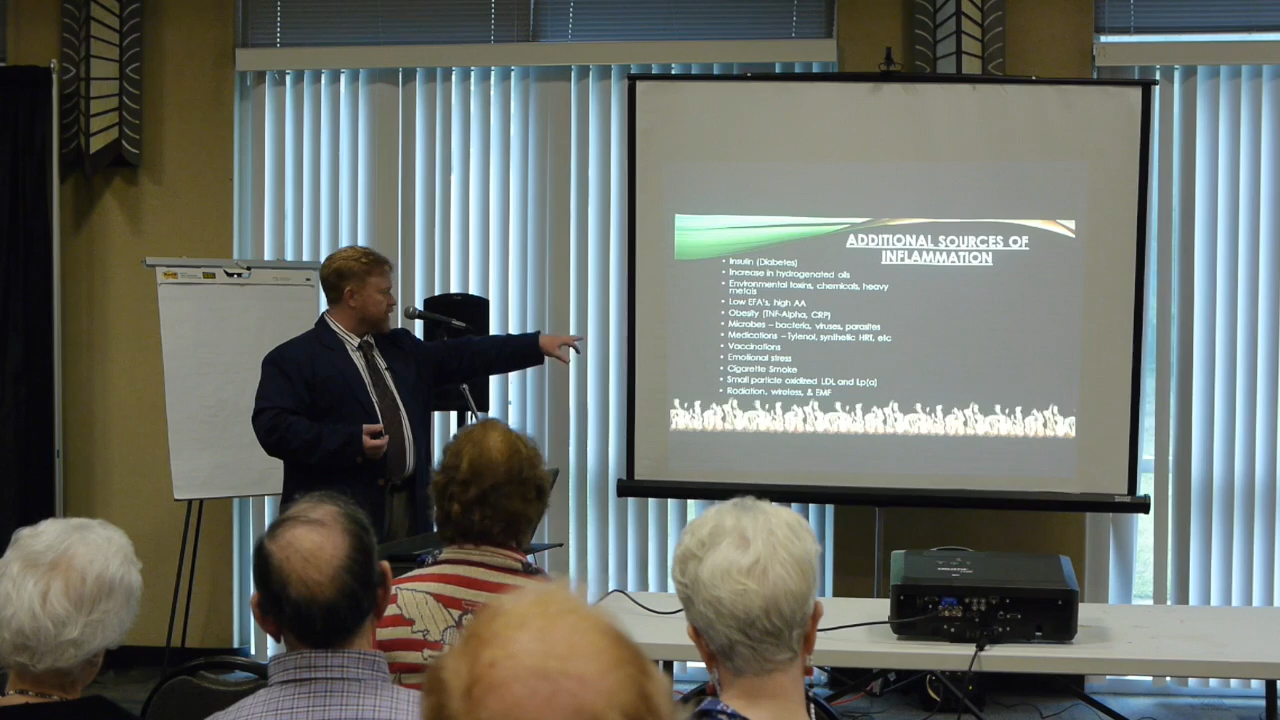 ADDITIONAL SOURCES OF
INFLAMMATION
• Insulin (Diabetes)
• Increase in hydrogenated oils
• Environmental toxins, chemicals, heavy
metals
• Low EFA's, high AA
• Obesity (TNF-Alpha, CRP)
• Microbes – bacteria, viruses, parasites
• Medications – Tylenol, synthetic HRT, etc
• Vaccinations
• Emotional stress
• Cigarette Smoke
• Small particle oxidized LDL and Lp(a)
• Radiation, wireless, & EMF